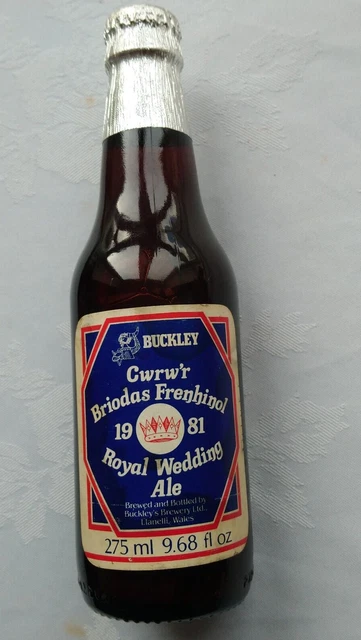 BUCKLEY
Cwrw'r
Briodas Frenhinol
19 81
Royal Wedding
Ale
Brewed and Bottled by
Buckley's Brewery Ltd.,
Llanelli, Wales
275 ml 9.68 fl oz